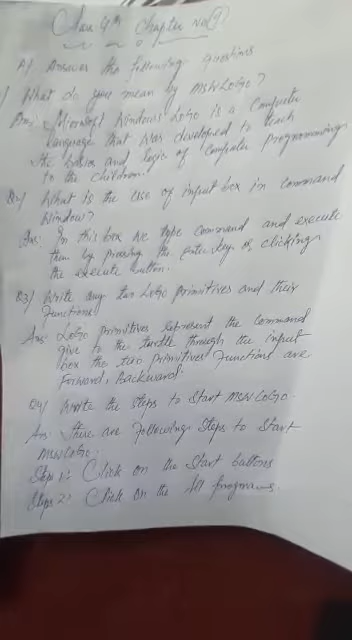 Class 4th Chapter No (9)
A) Answer the following questions
1) What do you mean by MSWLOGO?
Ans: Microsoft Windows Logo is a computer
language that was developed to teach
the basics and logic of computer programming
to the children.
Q2) What is the use of input box in command
window?
Ans: In this box we type command and execute
them by pressing the enter key or clicking
the execute button.
Q3) Write any two Logo primitives and their
functions.
Ans: Logo primitives represent the command
give to the turtle through the input
box the two primitives functions are
Forward, Backward.
Q4) Write the steps to start MSW LOGO.
Ans: There are following steps to start
MSWLOGO.
Step 1: Click on the start buttons
Step 2: Click on the All programs.